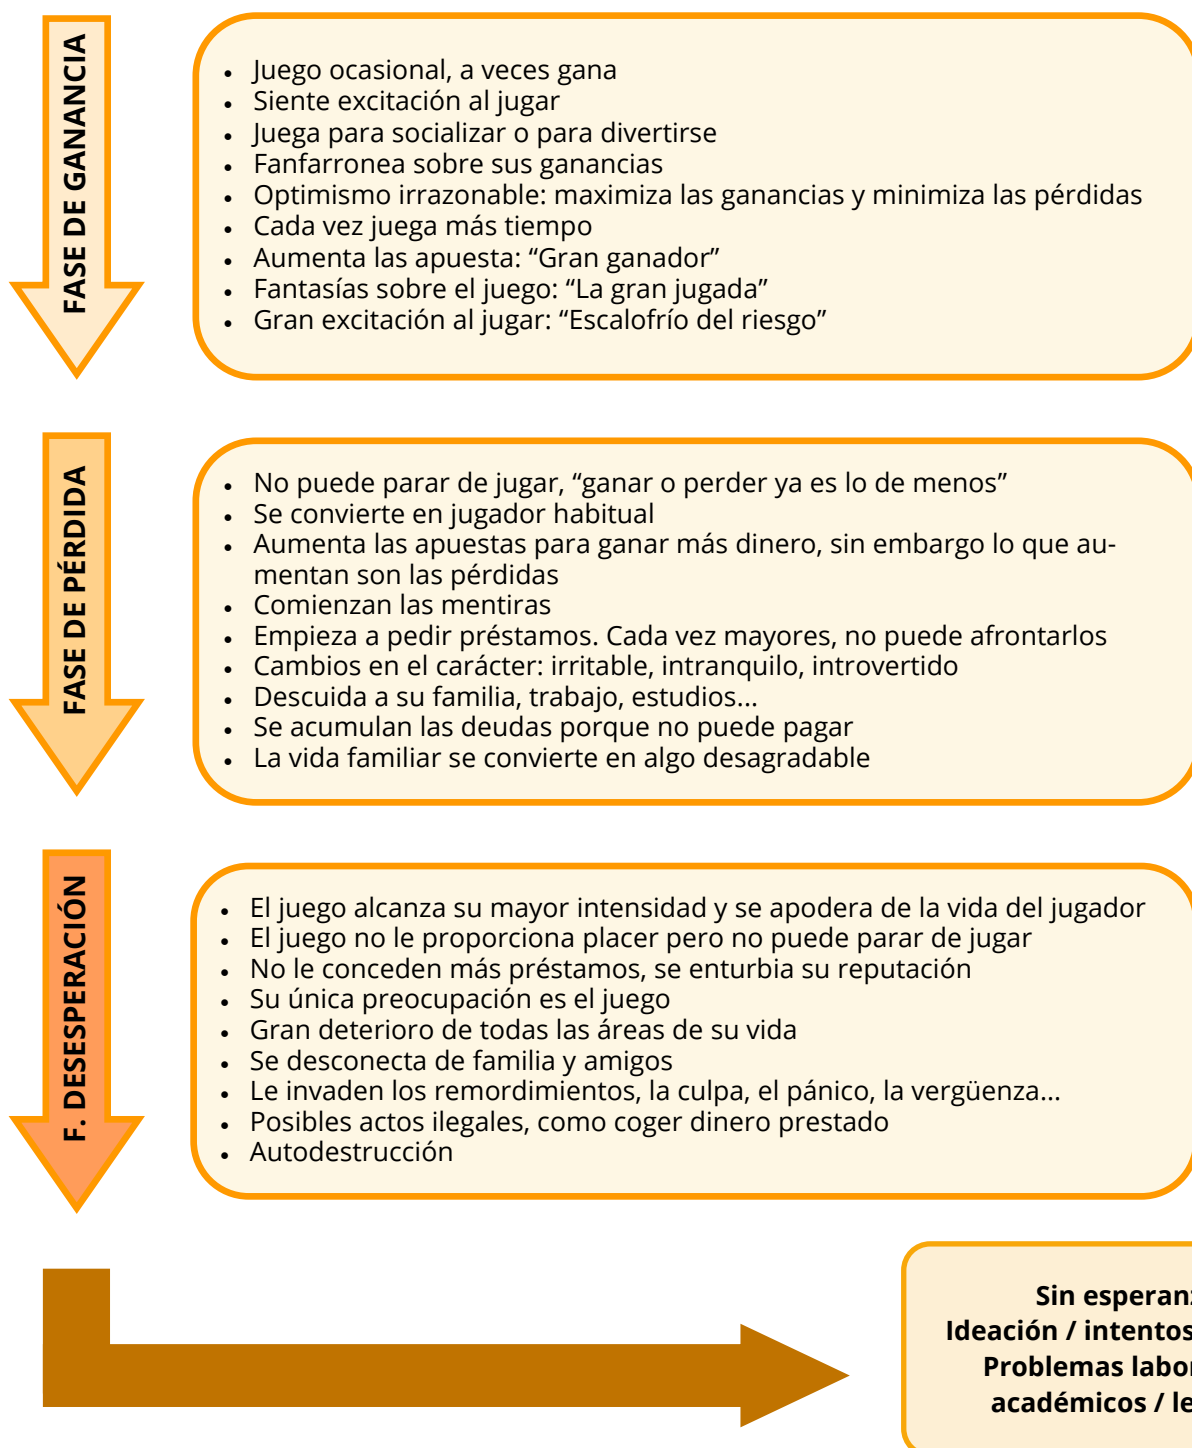 FASE DE GANANCIA
• Juego ocasional, a veces gana
• Siente excitación al jugar
• Juega para socializar o para divertirse
• Fanfarronea sobre sus ganancias
• Optimismo irrazonable: maximiza las ganancias y minimiza las pérdidas
• Cada vez juega más tiempo
• Aumenta las apuesta: “Gran ganador”
• Fantasías sobre el juego: “La gran jugada”
• Gran excitación al jugar: “Escalofrío del riesgo”
FASE DE PÉRDIDA
• No puede parar de jugar, “ganar o perder ya es lo de menos”
• Se convierte en jugador habitual
• Aumenta las apuestas para ganar más dinero, sin embargo lo que au-
mentan son las pérdidas
• Comienzan las mentiras
• Empieza a pedir préstamos. Cada vez mayores, no puede afrontarlos
• Cambios en el carácter: irritable, intranquilo, introvertido
• Descuida a su familia, trabajo, estudios...
• Se acumulan las deudas porque no puede pagar
• La vida familiar se convierte en algo desagradable
F. DESESPERACIÓN
• El juego alcanza su mayor intensidad y se apodera de la vida del jugador
• El juego no le proporciona placer pero no puede parar de jugar
• No le conceden más préstamos, se enturbia su reputación
• Su única preocupación es el juego
• Gran deterioro de todas las áreas de su vida
• Se desconecta de familia y amigos
• Le invaden los remordimientos, la culpa, el pánico, la vergüenza...
• Posibles actos ilegales, como coger dinero prestado
• Autodestrucción
Sin
Ideación / intentos
Problemas
académicos /